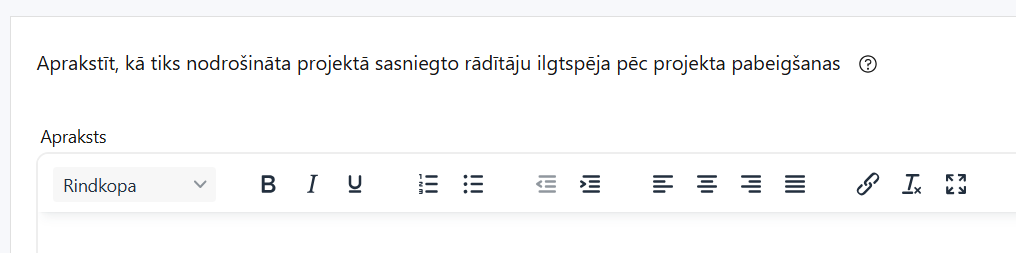 Aprakstīt, kā tiks nodrošināta projektā sasniegto rādītāju ilgtspēja pēc projekta pabeigšanas
Apraksts
Rindkopa